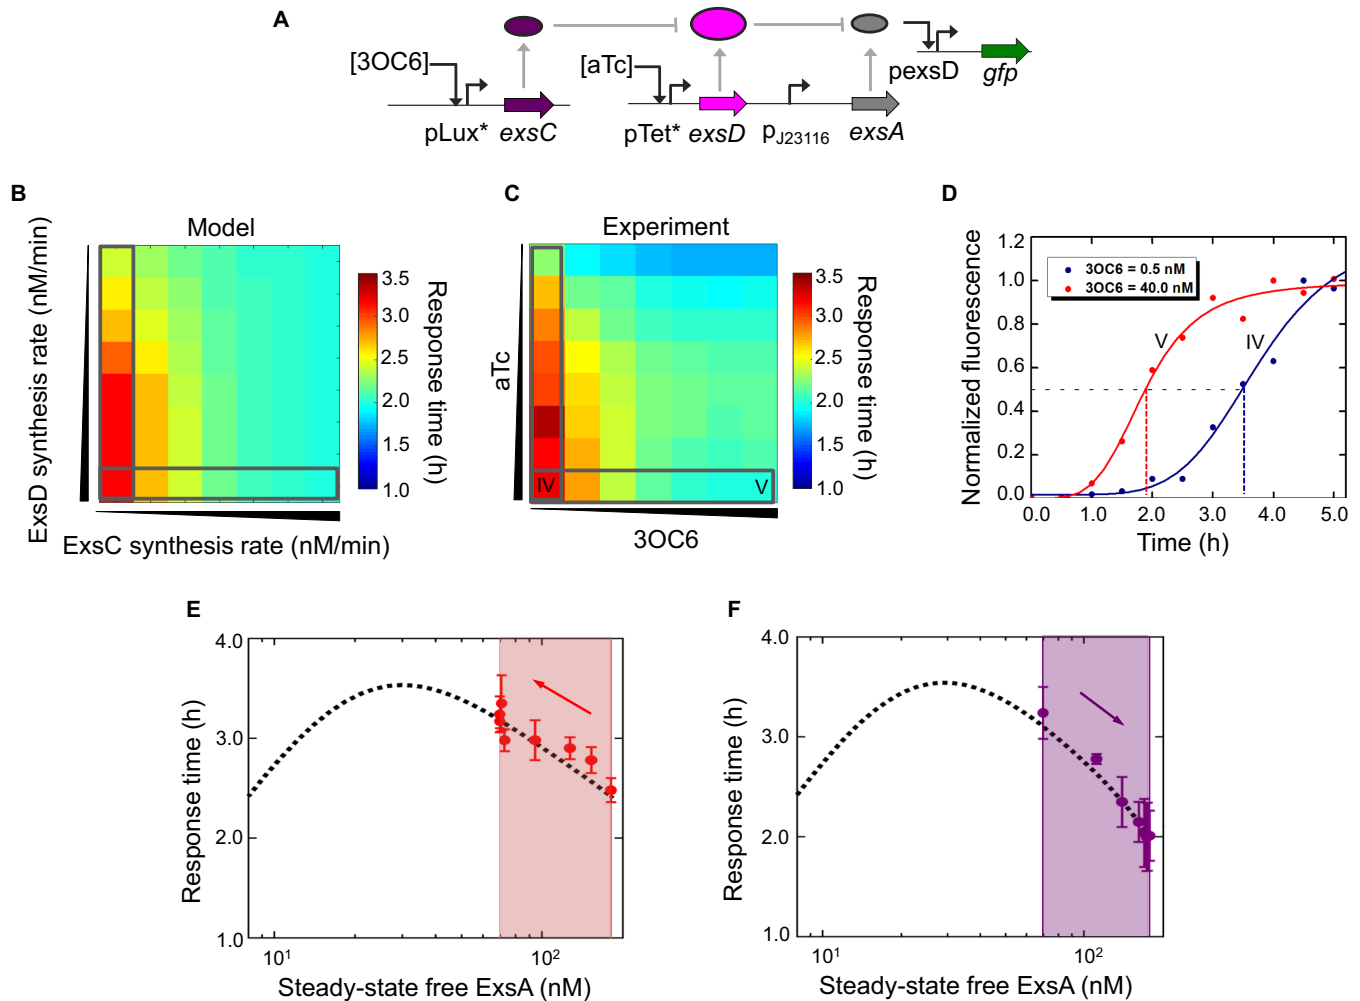 A
[3OC6]
[aTc]
pexsD
gfp
pLux* exsC
pTet* exsD
pJ23116
exsA
B
Model
ExsD synthesis rate (nM/min)
ExsC synthesis rate (nM/min)
3.5
3.0
2.5
2.0
1.5
1.0
Response time (h)
C
Experiment
aTc
IV
V
3OC6
3.5
3.0
2.5
2.0
1.5
1.0
Response time (h)
D
Normalized fluorescence
1.2
1.0
0.8
0.6
0.4
0.2
0.0
3OC6 = 0.5 nM
3OC6 = 40.0 nM
V
IV
0.0 1.0 2.0 3.0 4.0 5.0
Time (h)
E
Response time (h)
4.0
3.0
2.0
1.0
10¹ 10²
Steady-state free ExsA (nM)
F
Response time (h)
4.0
3.0
2.0
1.0
10¹ 10²
Steady-state free ExsA (nM)